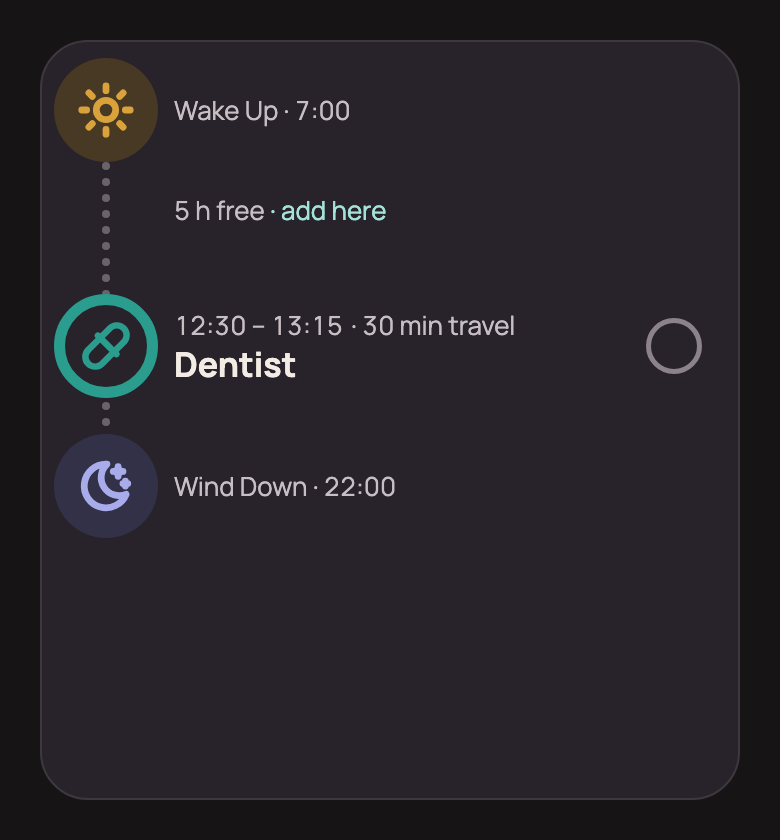 Wake Up · 7:00
5 h free · add here
12:30 – 13:15 · 30 min travel
Dentist
Wind Down · 22:00